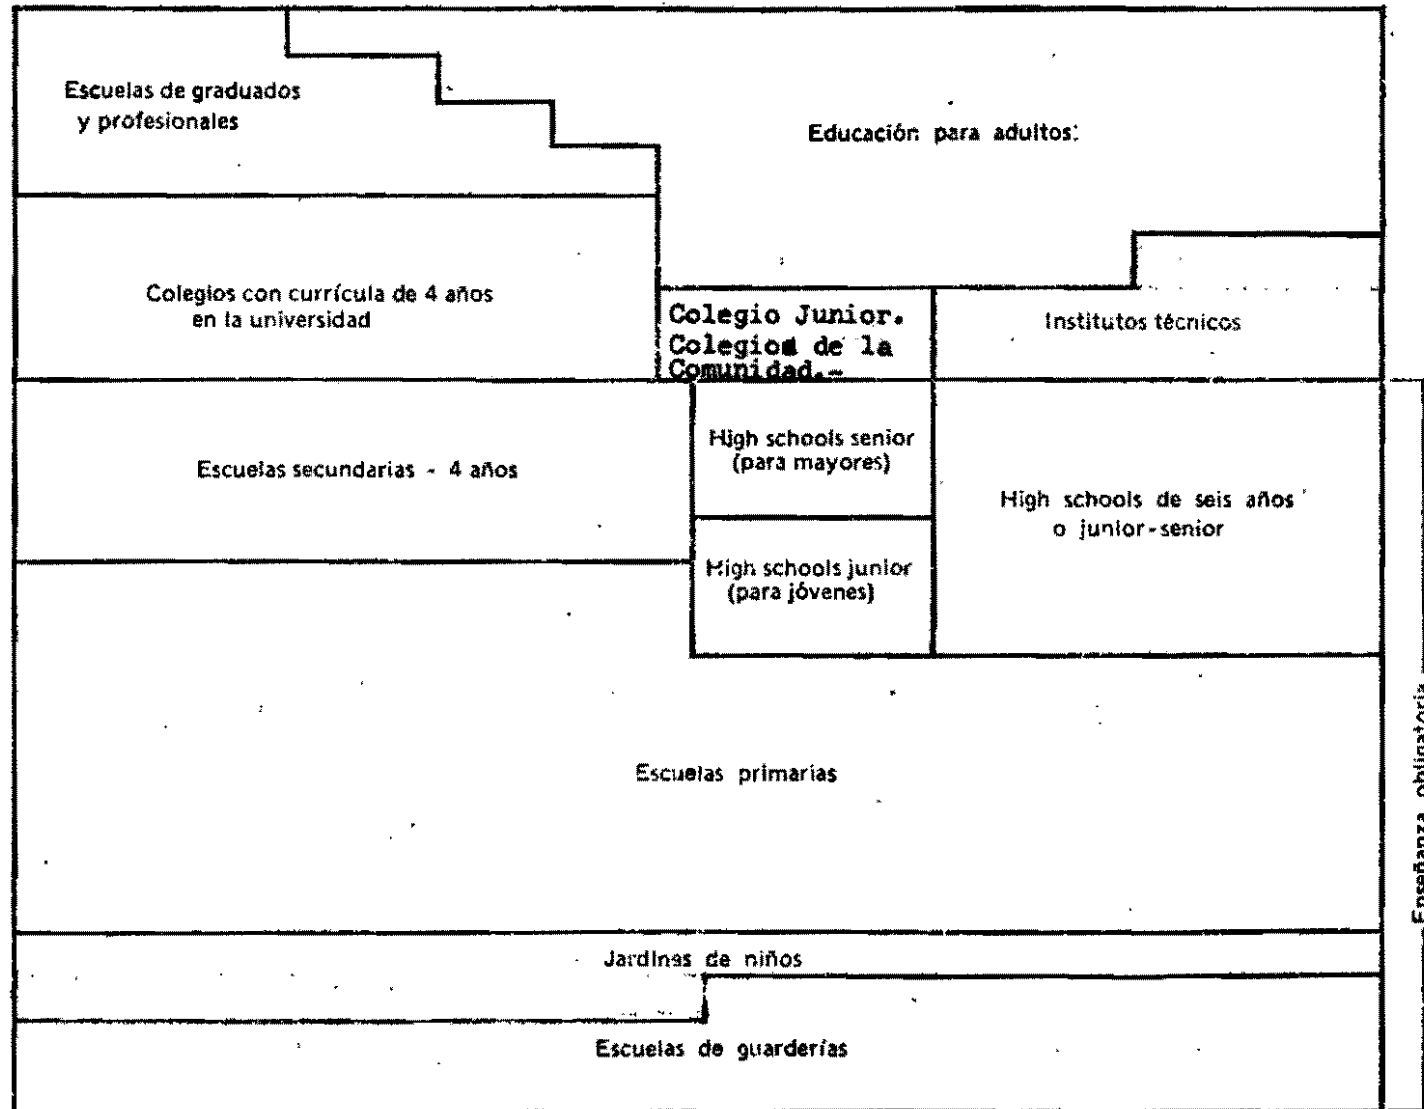 Escuelas de graduados
y profesionales
Educación para adultos:
Colegios con currícula de 4 años
en la universidad
Colegio Junior.
Colegios de la
Comunidad.-
Institutos técnicos
Escuelas secundarias - 4 años
High schools senior
(para mayores)
High schools de seis años
o junior-senior
High schools junior
(para jóvenes)
Escuelas primarias
Enseñanza obligatoria
Jardines de niños
Escuelas de guarderías